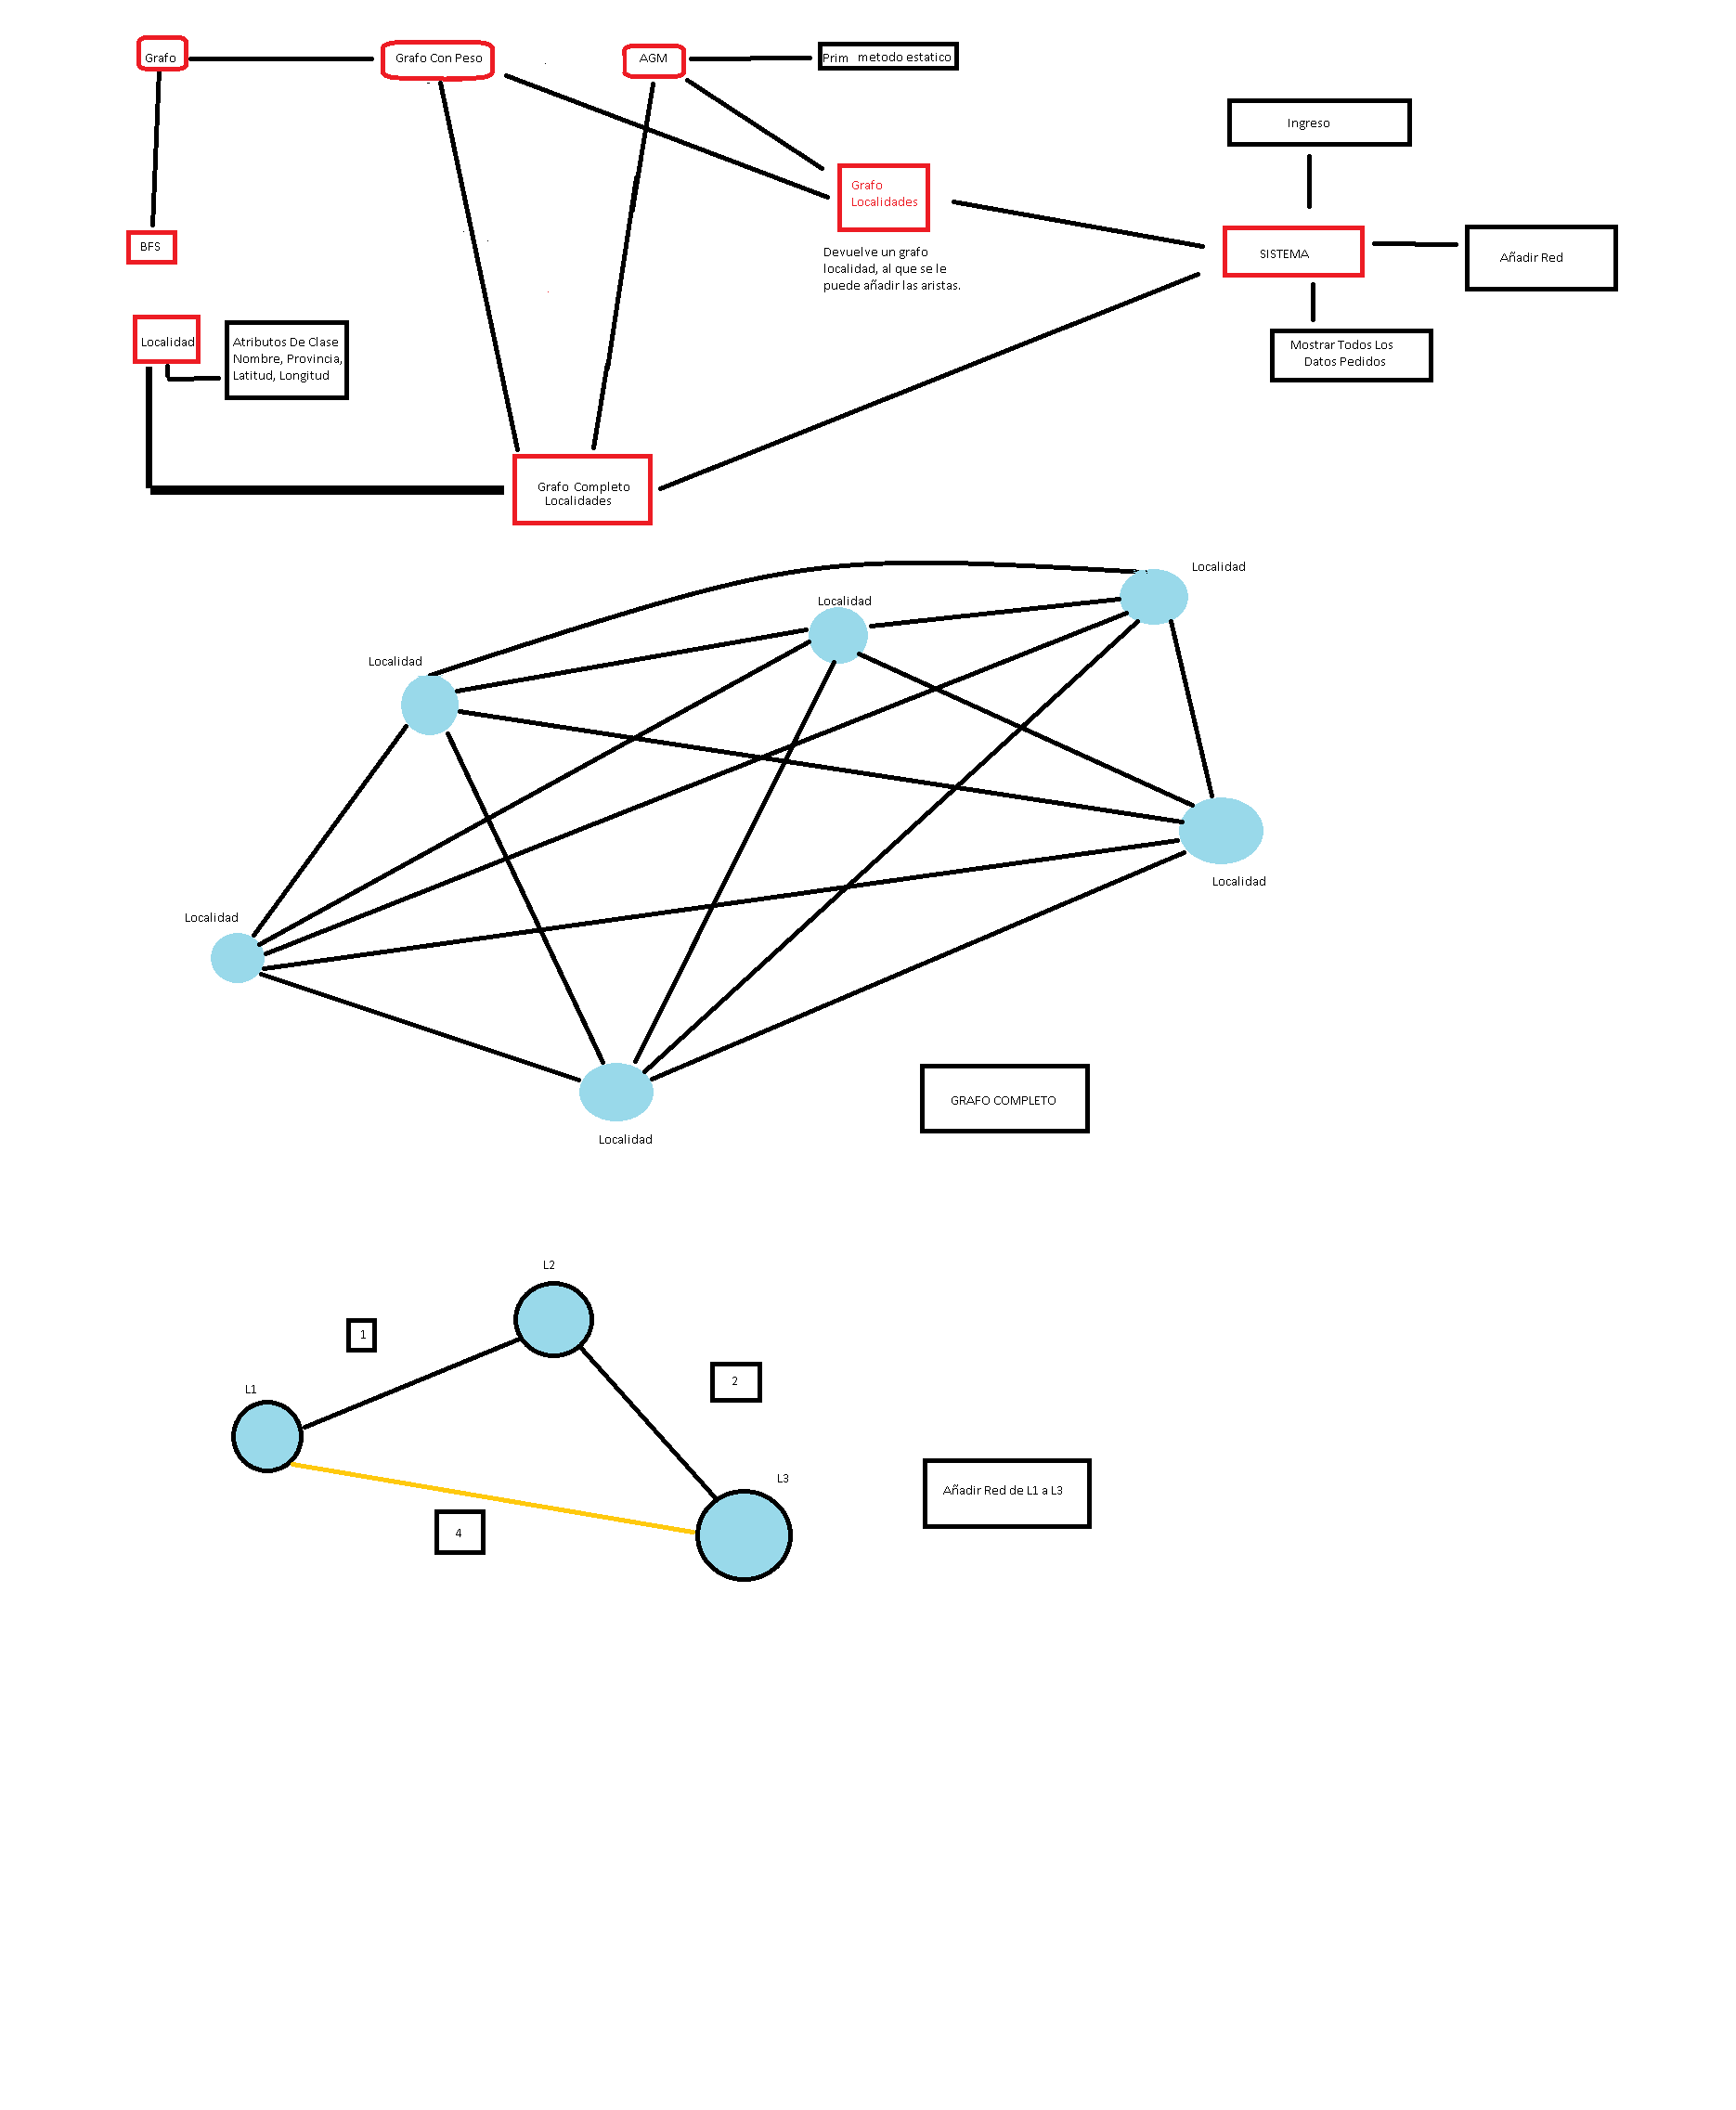 Grafo
Grafo Con Peso
AGM
Prim metodo estatico
Ingreso
Grafo
Localidades
BFS
SISTEMA
Añadir Red
Devuelve un grafo
localidad, al que se le
puede añadir las aristas.
Localidad
Atributos De Clase
Nombre, Provincia,
Latitud, Longitud
Mostrar Todos Los
Datos Pedidos
Grafo Completo
Localidades
Localidad
Localidad
Localidad
Localidad
Localidad
GRAFO COMPLETO
Localidad
L2
1
2
L1
L3
Añadir Red de L1 a L3
4